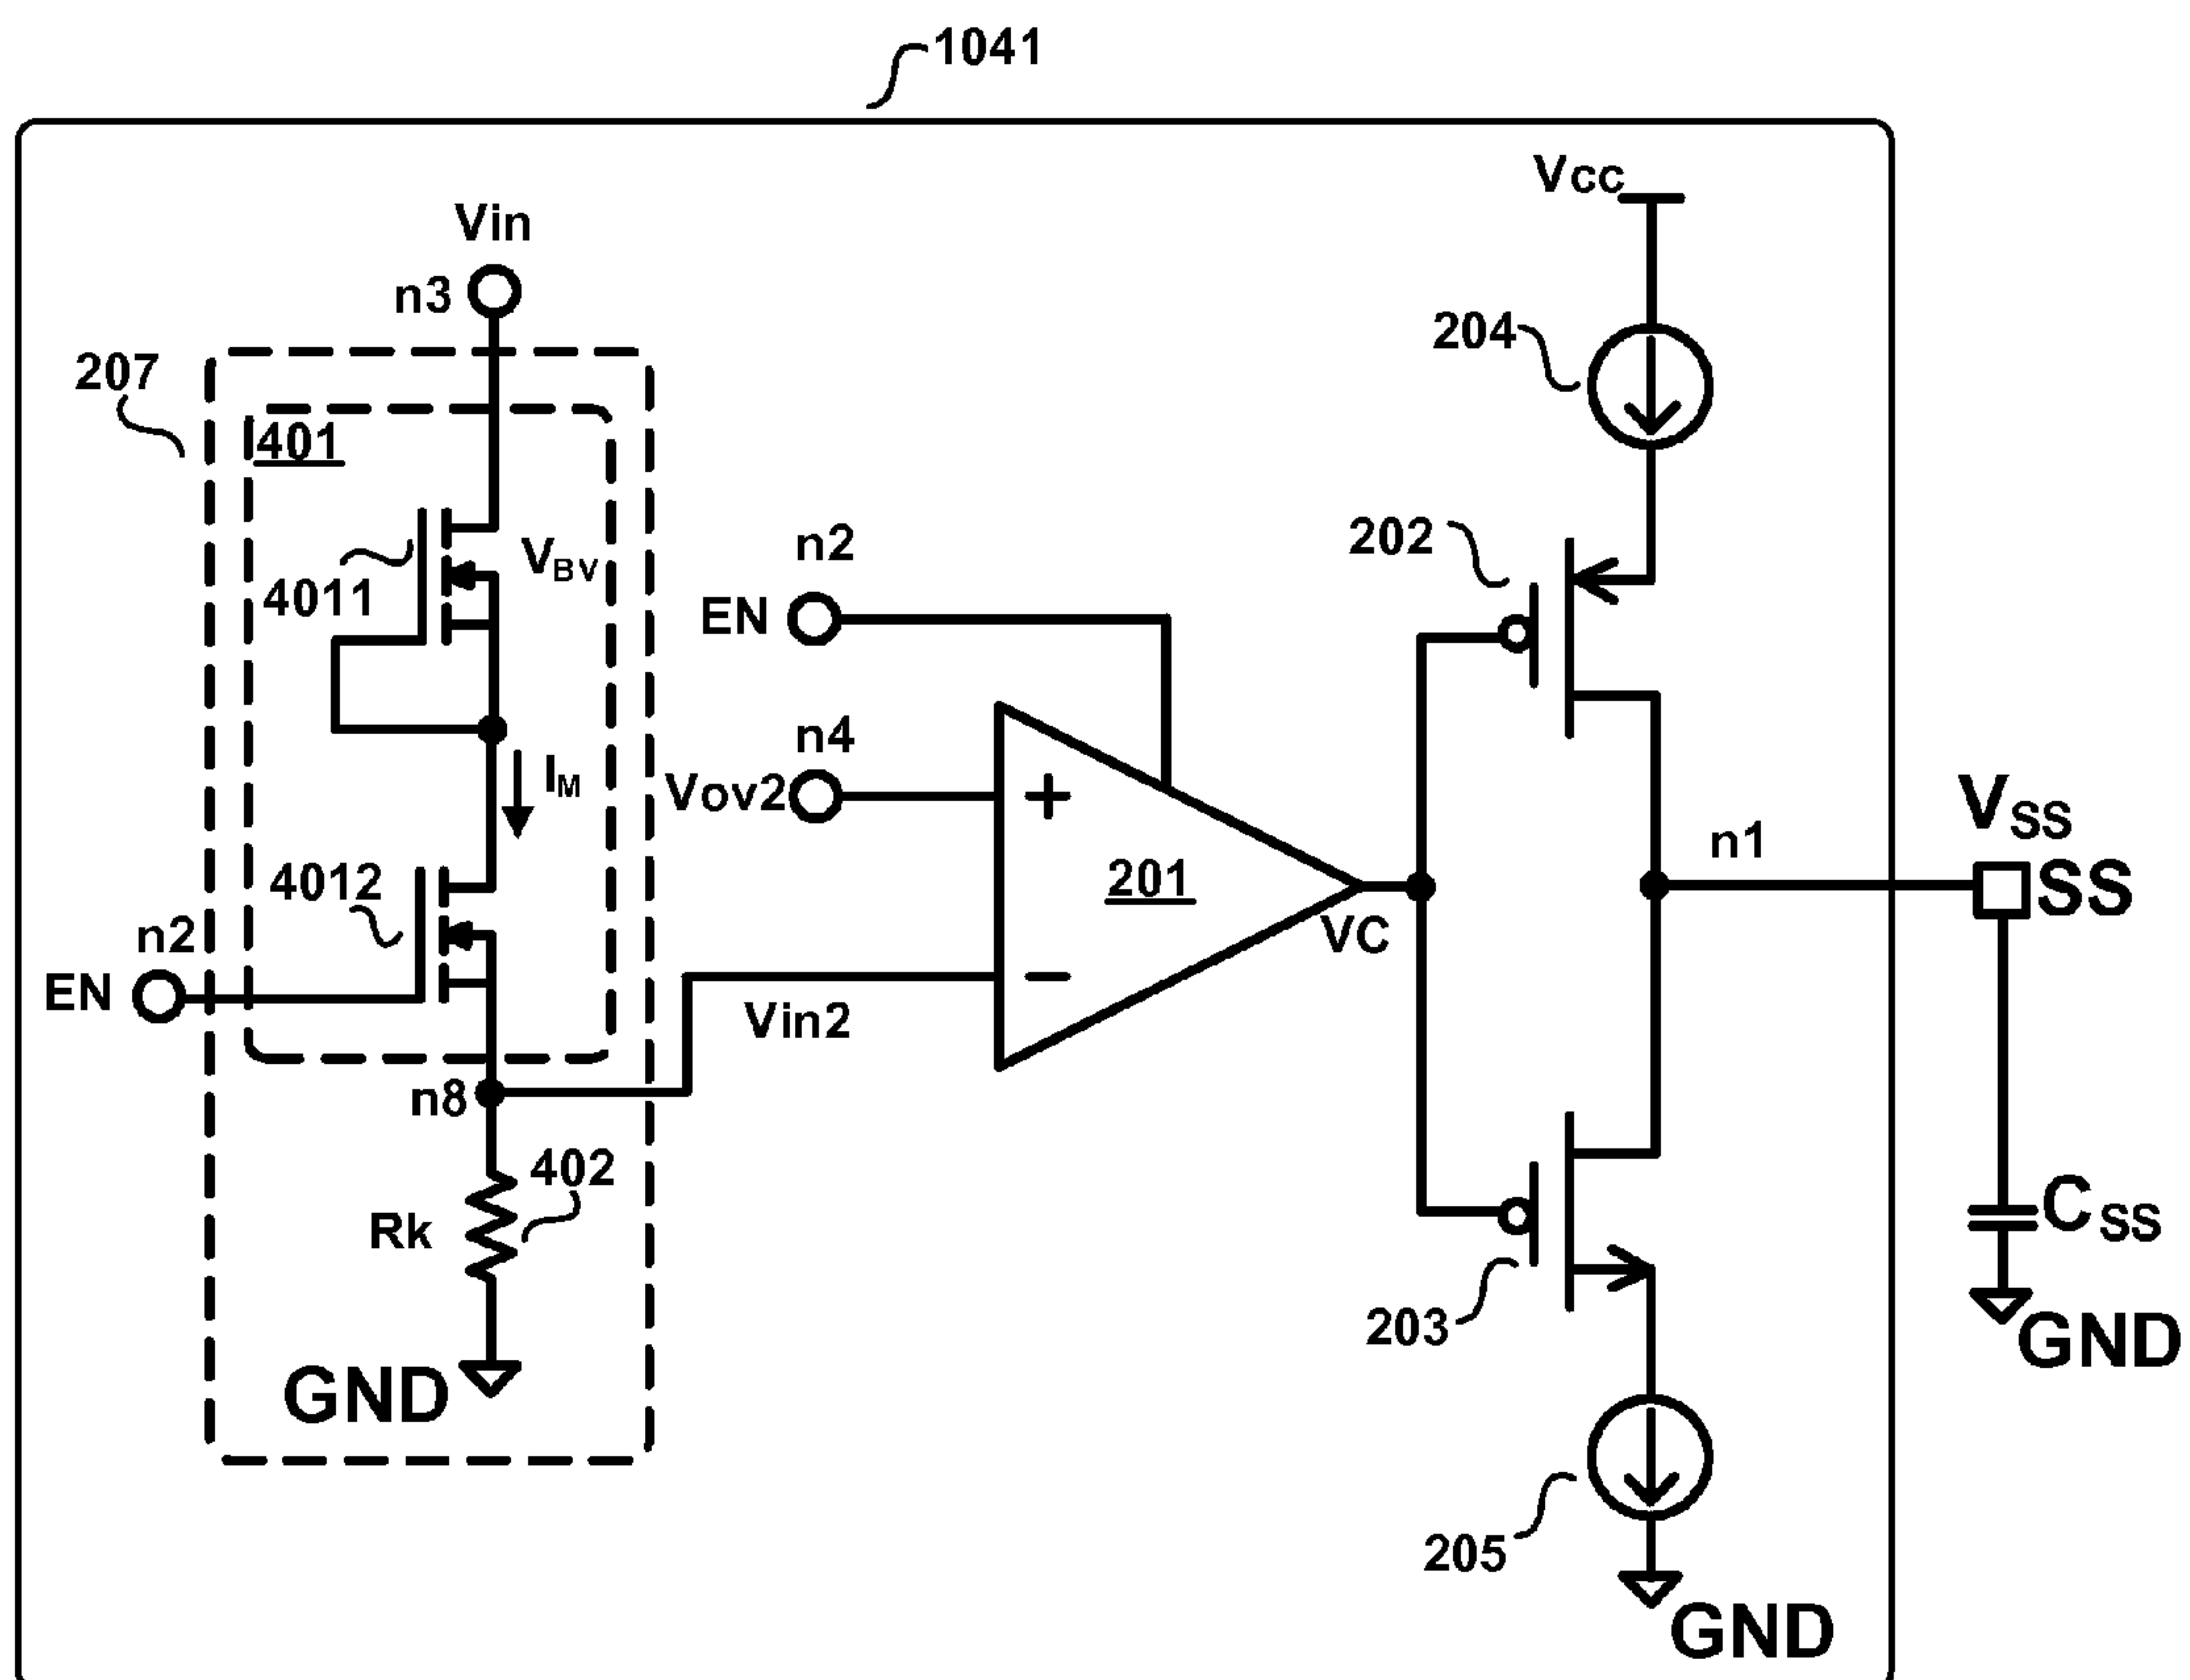 1041
Vcc
Vin
n3
204
207
401
202
n2
VBV
4011
EN
n4
IM
Vov2
+
VSS
n1
4012
201
SS
n2
VC
EN
−
Vin2
n8
402
CSS
Rk
203
GND
GND
205
GND